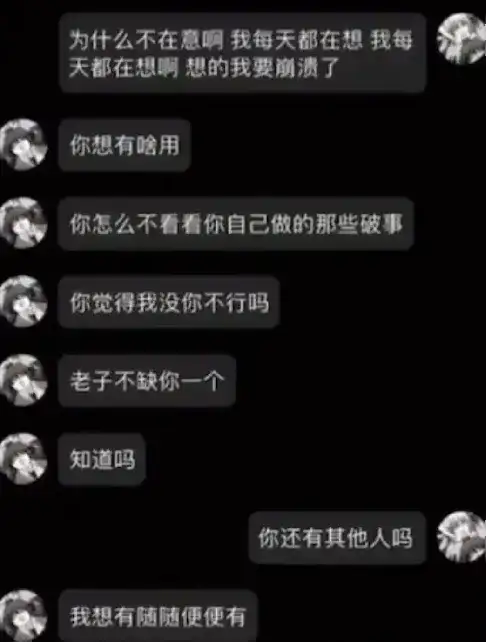 为什么不在意啊 我每天都在想 我每
天都在想啊 想的我要崩溃了
你想有啥用
你怎么不看看你自己做的那些破事
你觉得我没你不行吗
老子不缺你一个
知道吗
你还有其他人吗
我想有随随便便有